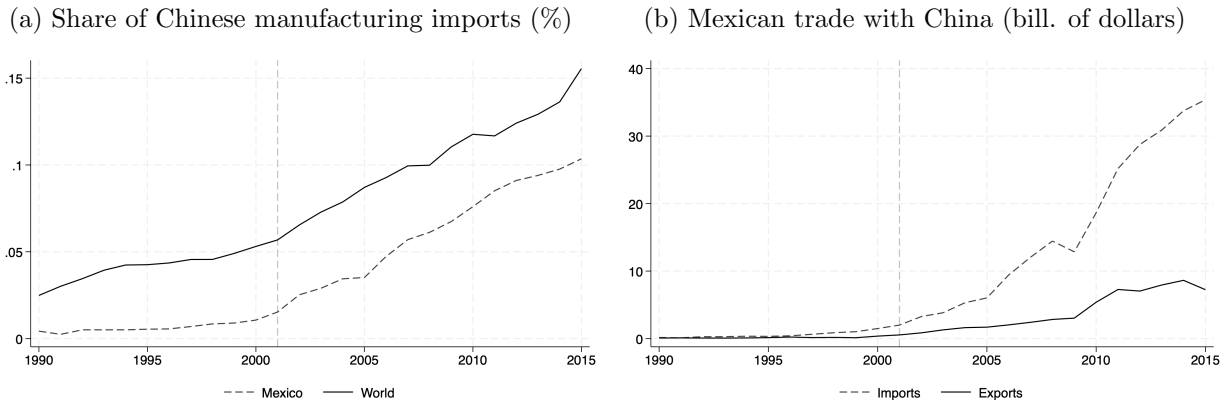 (a) Share of Chinese manufacturing imports (%)
.15
.1
.05
0
1990 1995 2000 2005 2010 2015
Mexico World
(b) Mexican trade with China (bill. of dollars)
40
30
20
10
0
1990 1995 2000 2005 2010 2015
Imports Exports